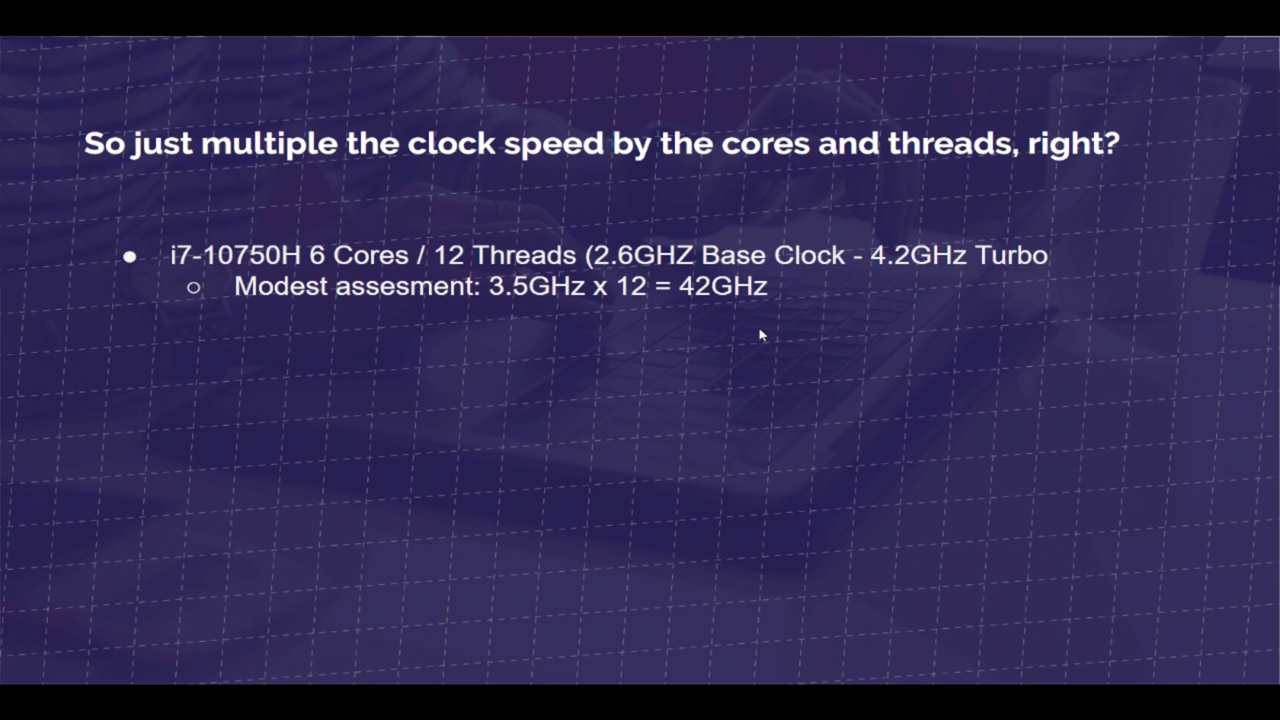 So just multiple the clock speed by the cores and threads, right?
● i7-10750H 6 Cores / 12 Threads (2.6GHZ Base Clock - 4.2GHz Turbo
○ Modest assesment: 3.5GHz x 12 = 42GHz